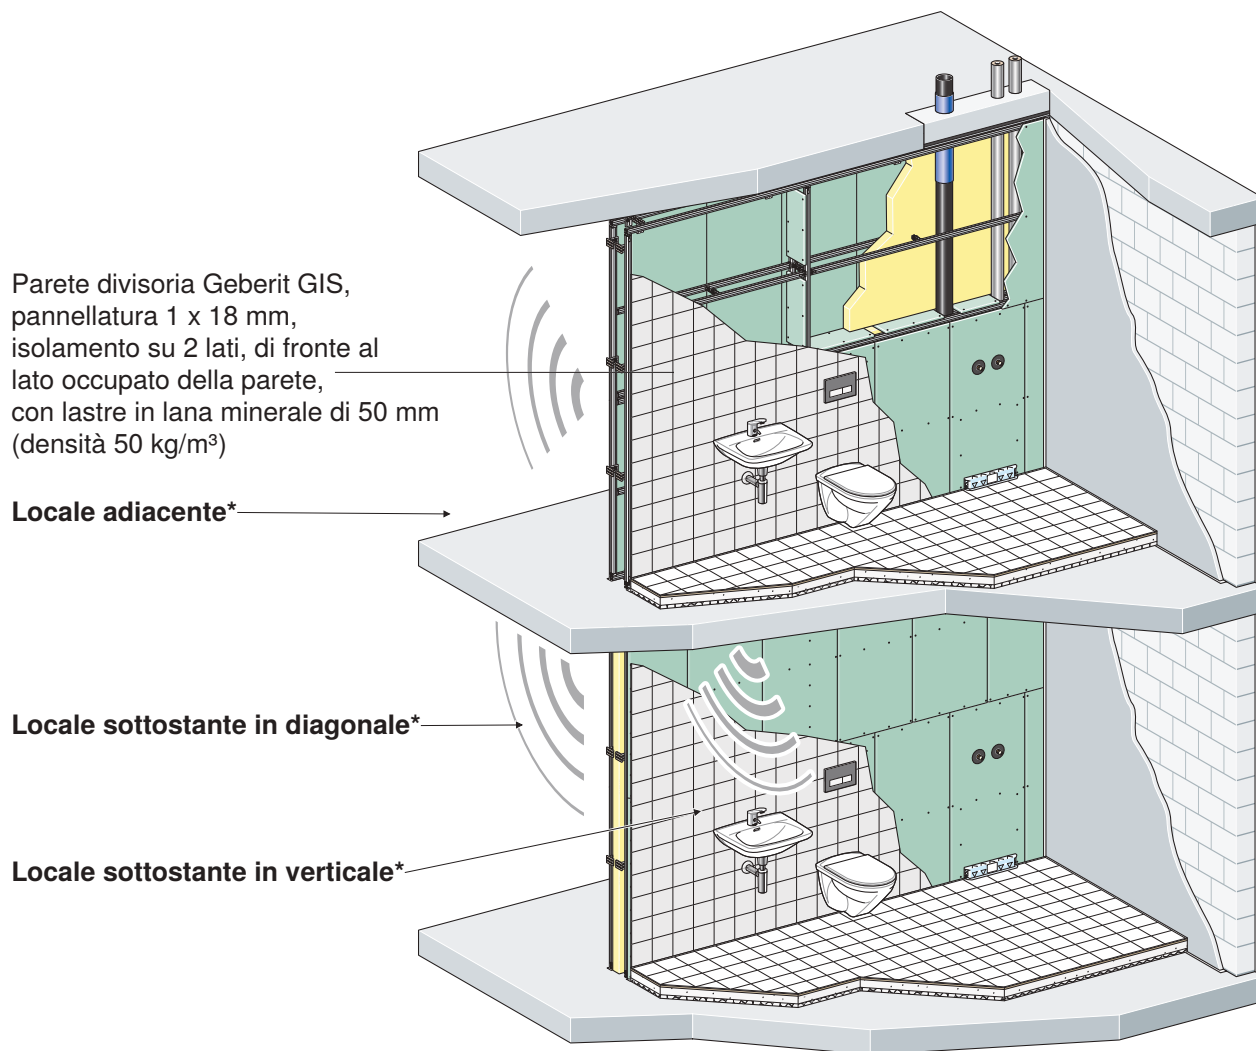 Parete divisoria Geberit GIS,
pannellatura 1 x 18 mm,
isolamento su 2 lati, di fronte al
lato occupato della parete,
con lastre in lana minerale di 50 mm
(densità 50 kg/m³)
Locale adiacente*
Locale sottostante in diagonale*
Locale sottostante in verticale*